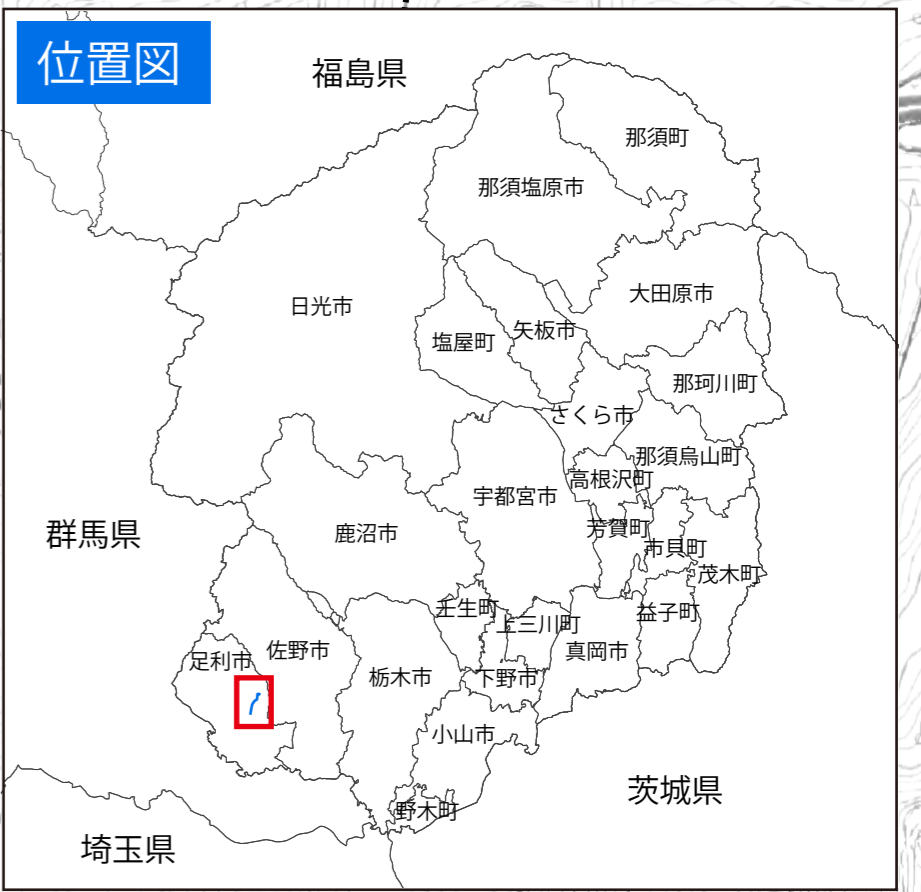 位置図
福島県
那須町
那須塩原市
大田原市
日光市
矢板市
塩屋町
那珂川町
さくら市
那須烏山町
高根沢町
宇都宮市
芳賀町
鹿沼市
群馬県
市貝町
茂木町
壬生町
益子町
上三川町
佐野市
真岡市
足利市
栃木市
下野市
小山市
茨城県
野木町
埼玉県